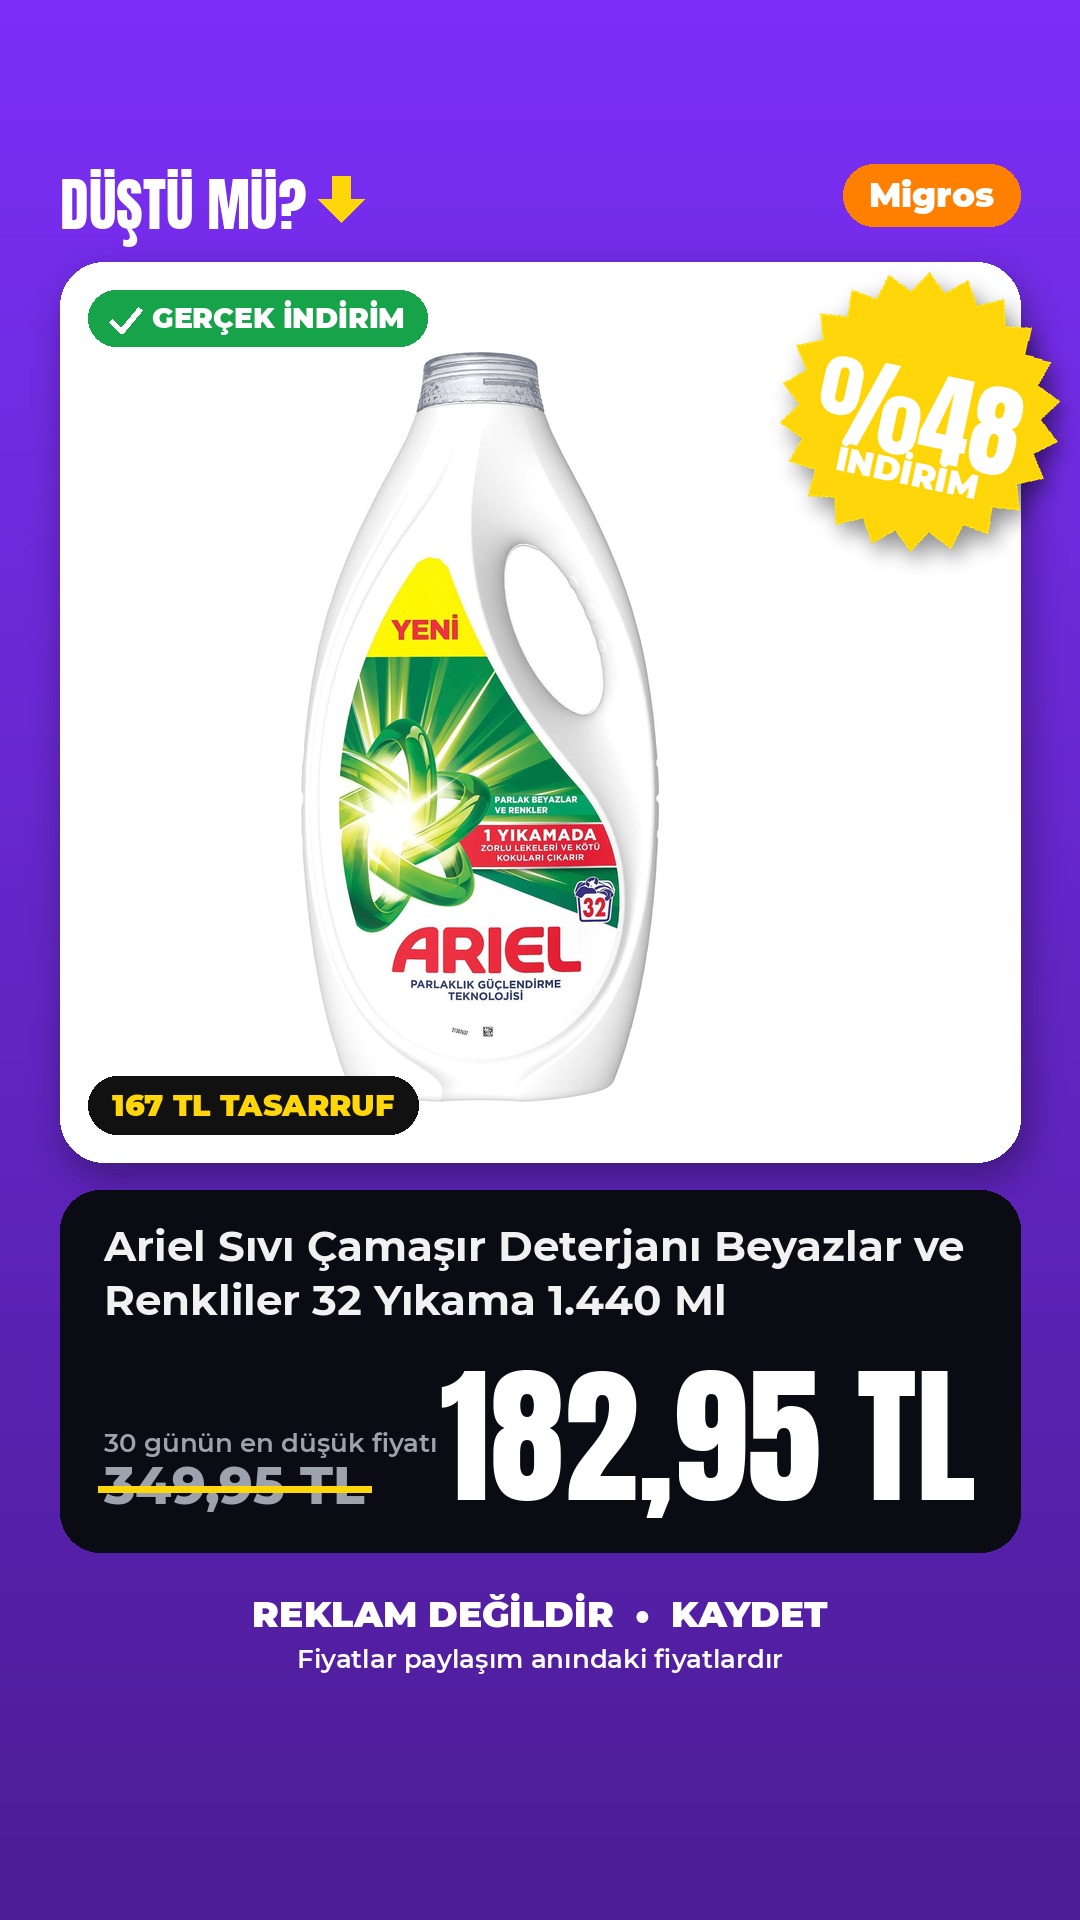 DÜŞTÜ MÜ?
Migros
GERÇEK İNDİRİM
%48
İNDİRİM
YENİ
PARLAK BEYAZLAR
VE RENKLER
1 YIKAMADA
ZORLU LEKELERİ VE KÖTÜ
KOKULARI ÇIKARIR
32
ARIEL
PARLAKLIK GÜÇLENDİRME
TEKNOLOJİSİ
167 TL TASARRUF
Ariel Sıvı Çamaşır Deterjanı Beyazlar ve
Renkliler 32 Yıkama 1.440 Ml
30 günün en düşük fiyatı
349,95 TL
182,95 TL
REKLAM DEĞİLDİR • KAYDET
Fiyatlar paylaşım anındaki fiyatlardır